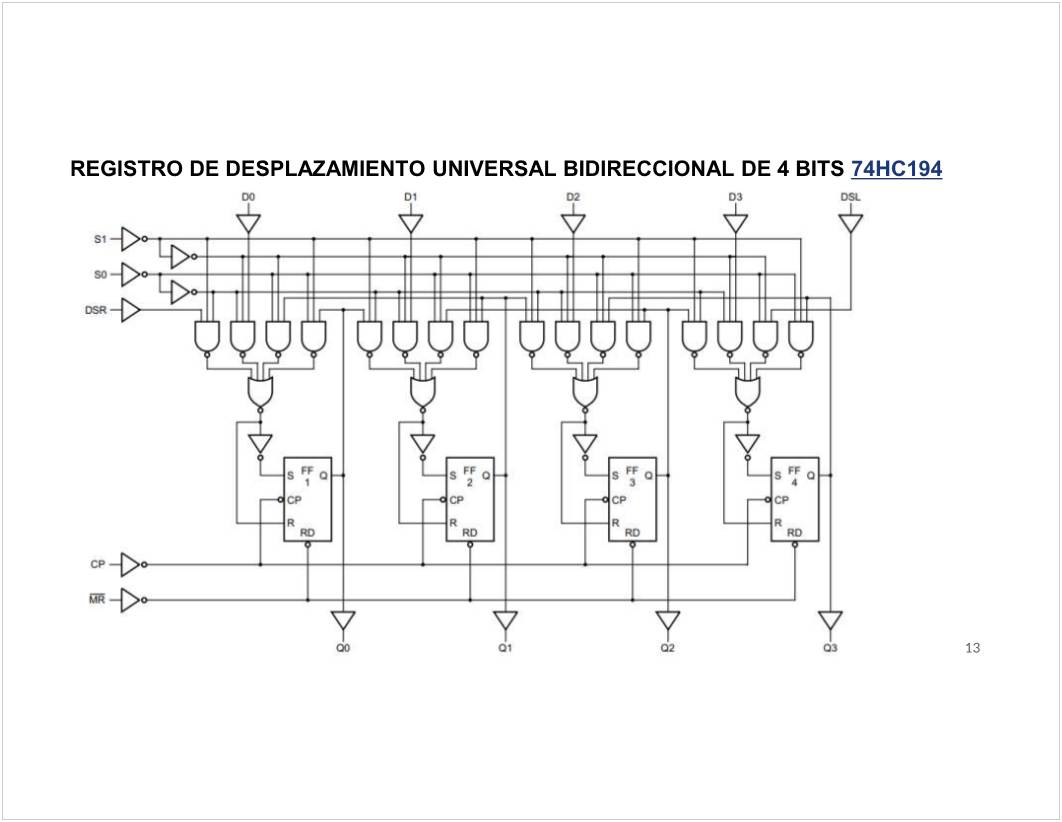 REGISTRO DE DESPLAZAMIENTO UNIVERSAL BIDIRECCIONAL DE 4 BITS 74HC194
D0 D1 D2 D3 DSL
S1
S0
DSR
S FF 1 Q CP R RD
S FF 2 Q CP R RD
S FF 3 Q CP R RD
S FF 4 Q CP R RD
CP
MR
Q0 Q1 Q2 Q3
13